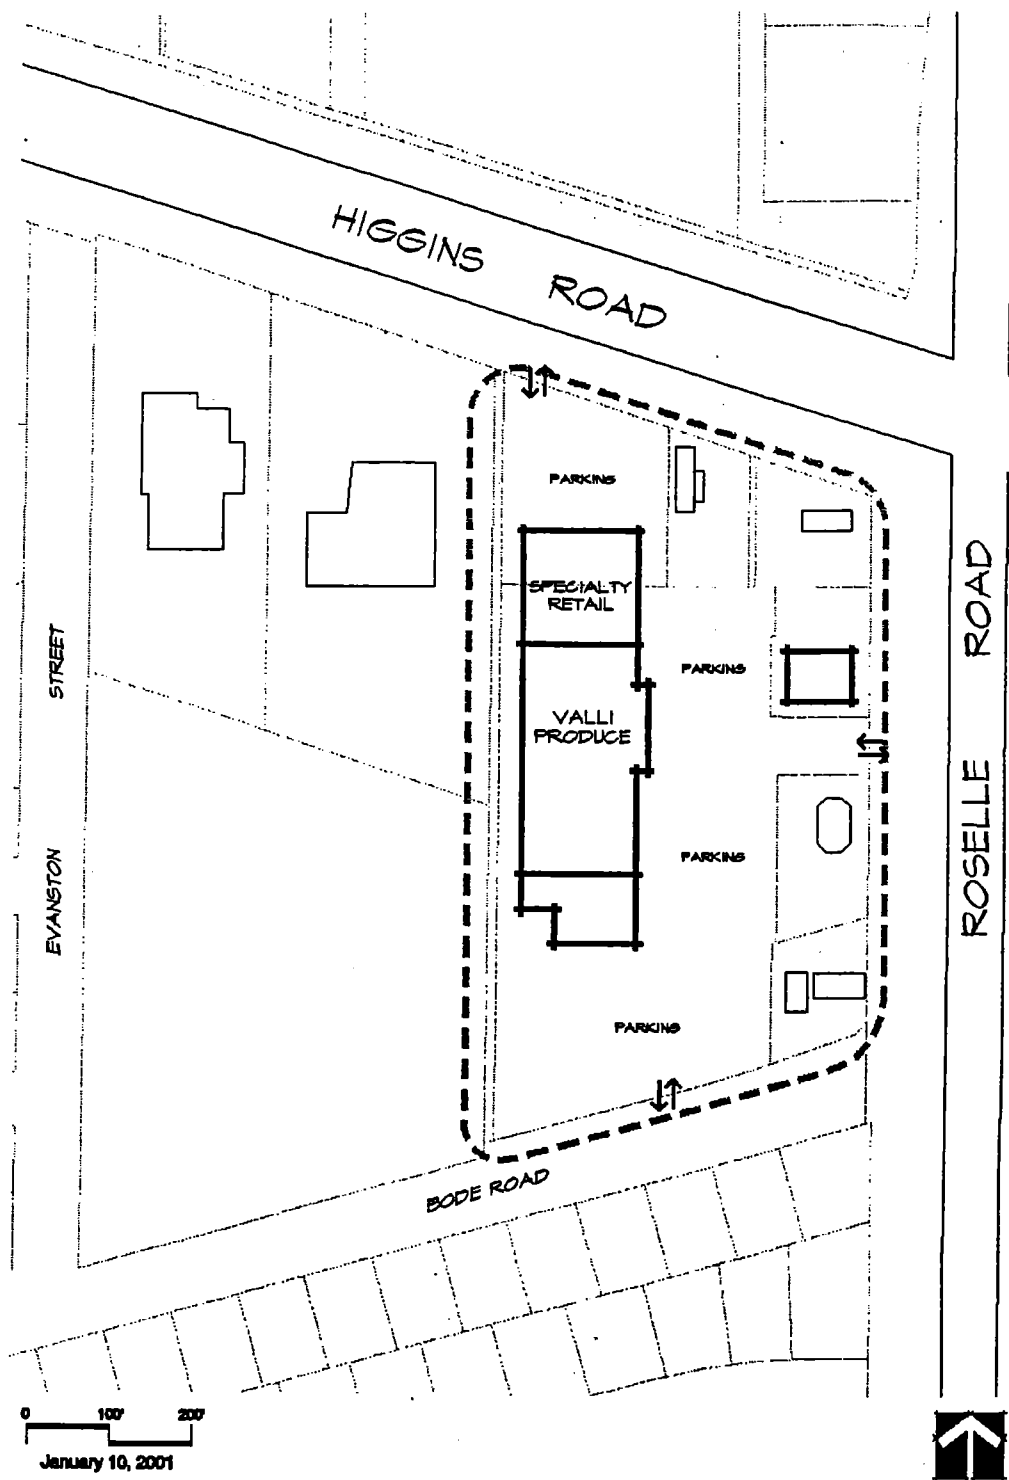 HIGGINS ROAD
PARKING
SPECIALTY
RETAIL
PARKING
VALLI
PRODUCE
PARKING
PARKING
EVANSTON STREET
ROSELLE ROAD
BODE ROAD
0 100' 200'
January 10, 2001